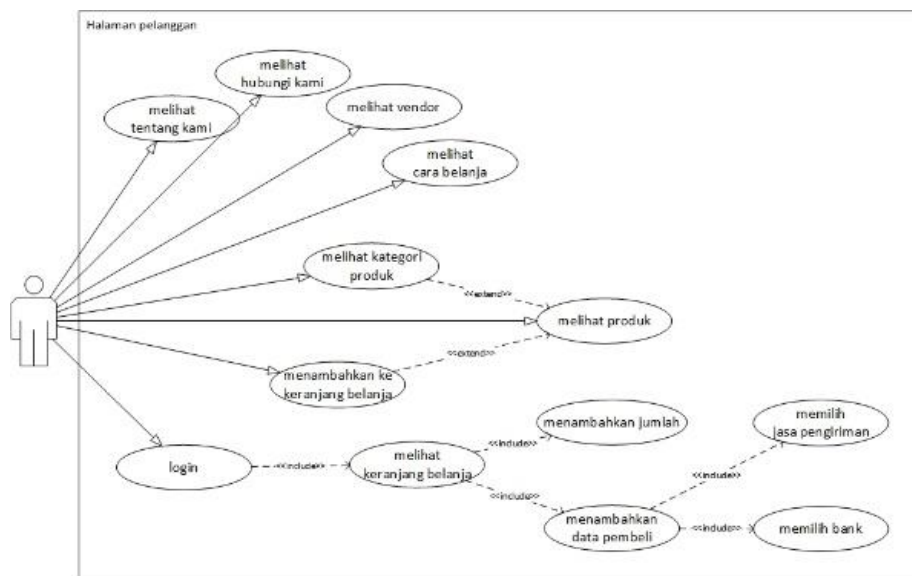 Halaman pelanggan
melihat
hubungi kami
melihat
tentang kami
melihat vendor
melihat
cara belanja
melihat kategori
produk
<<extend>>
melihat produk
<<extend>>
menambahkan ke
keranjang belanja
login
<<include>>
melihat
keranjang belanja
<<include>>
menambahkan jumlah
memilih
jasa pengiriman
<<include>>
<<include>>
menambahkan
data pembeli
<<include>>
memilih bank